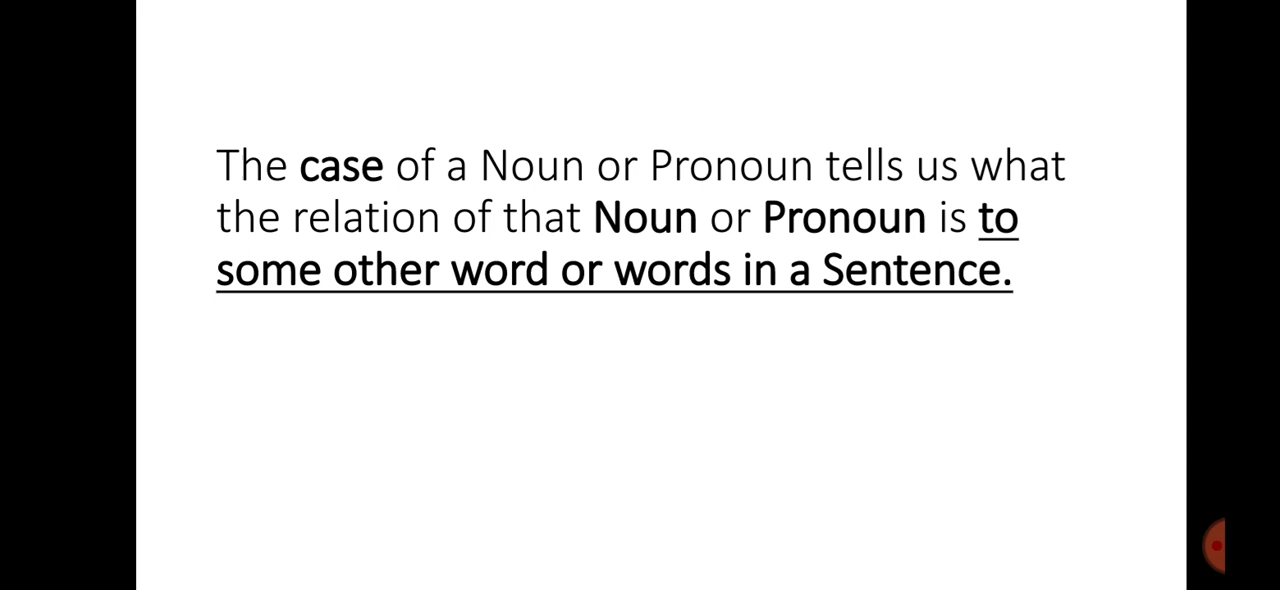 The case of a Noun or Pronoun tells us what
the relation of that Noun or Pronoun is to
some other word or words in a Sentence.